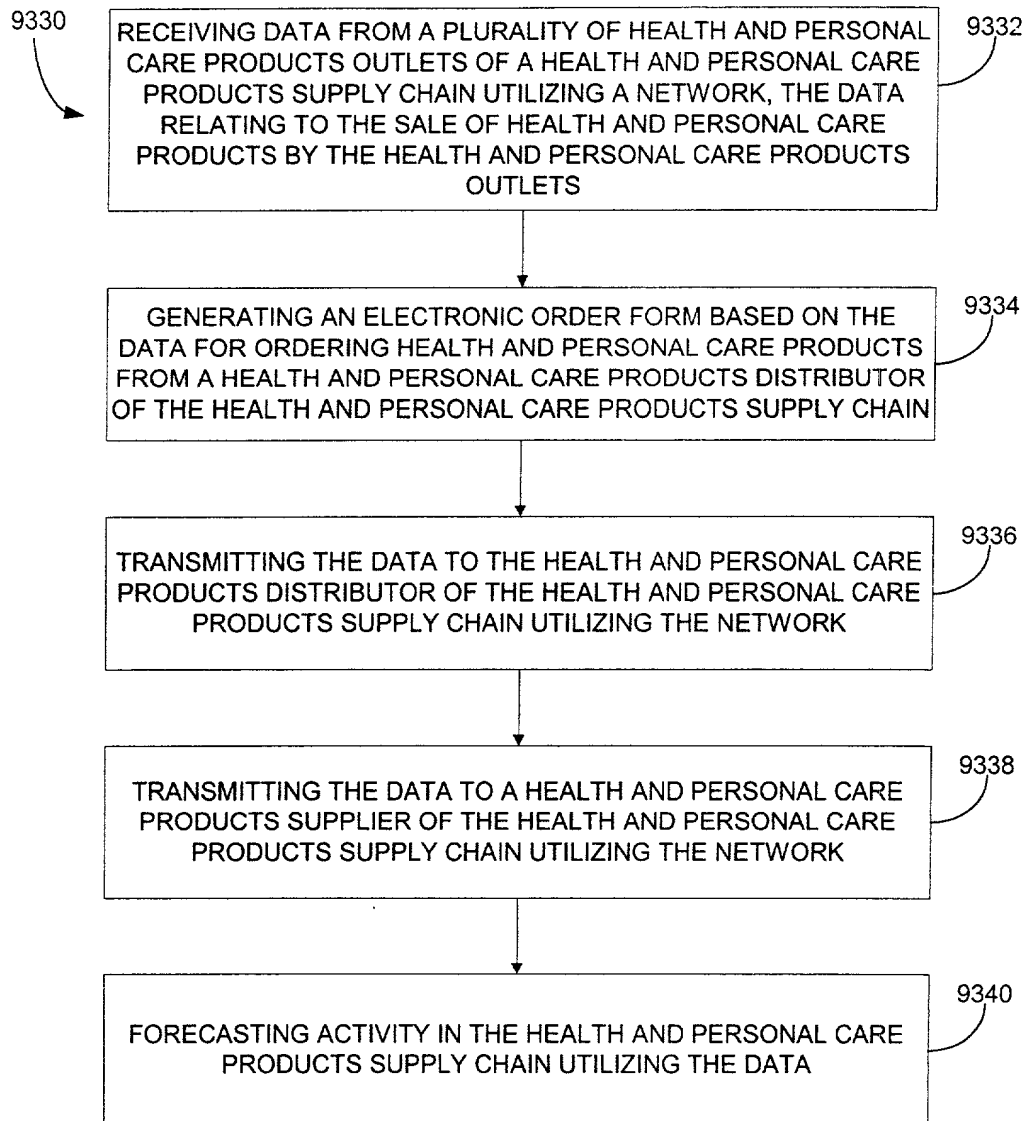 9330
RECEIVING DATA FROM A PLURALITY OF HEALTH AND PERSONAL
CARE PRODUCTS OUTLETS OF A HEALTH AND PERSONAL CARE
PRODUCTS SUPPLY CHAIN UTILIZING A NETWORK, THE DATA
RELATING TO THE SALE OF HEALTH AND PERSONAL CARE
PRODUCTS BY THE HEALTH AND PERSONAL CARE PRODUCTS
OUTLETS
9332
GENERATING AN ELECTRONIC ORDER FORM BASED ON THE
DATA FOR ORDERING HEALTH AND PERSONAL CARE PRODUCTS
FROM A HEALTH AND PERSONAL CARE PRODUCTS DISTRIBUTOR
OF THE HEALTH AND PERSONAL CARE PRODUCTS SUPPLY CHAIN
9334
TRANSMITTING THE DATA TO THE HEALTH AND PERSONAL CARE
PRODUCTS DISTRIBUTOR OF THE HEALTH AND PERSONAL CARE
PRODUCTS SUPPLY CHAIN UTILIZING THE NETWORK
9336
TRANSMITTING THE DATA TO A HEALTH AND PERSONAL CARE
PRODUCTS SUPPLIER OF THE HEALTH AND PERSONAL CARE
PRODUCTS SUPPLY CHAIN UTILIZING THE NETWORK
9338
FORECASTING ACTIVITY IN THE HEALTH AND PERSONAL CARE
PRODUCTS SUPPLY CHAIN UTILIZING THE DATA
9340